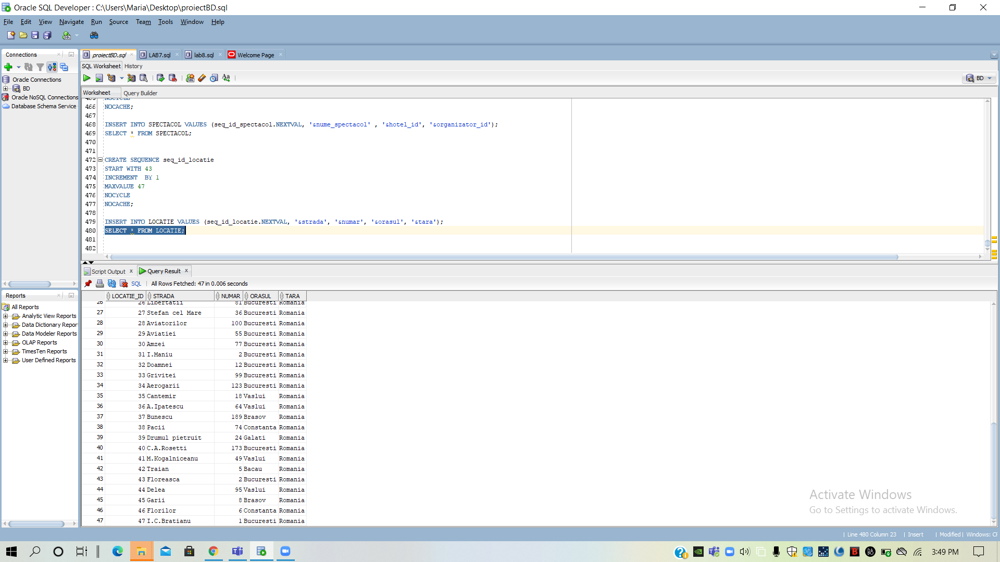 Oracle SQL Developer : C:\Users\Maria\Desktop\proiectBD.sql
File Edit View Navigate Run Source Team Tools Window Help
Connections
proiectBD.sql LAB7.sql lab8.sql Welcome Page
SQL Worksheet History
Oracle Connections
BD
Oracle NoSQL Connections
Database Schema Service
BD
Worksheet Query Builder
465 NOCYCLE
466 NOCACHE;
467
468 INSERT INTO SPECTACOL VALUES (seq_id_spectacol.NEXTVAL, '&nume_spectacol' , '&hotel_id', '&organizator_id');
469 SELECT * FROM SPECTACOL;
470
471
472 CREATE SEQUENCE seq_id_locatie
473 START WITH 43
474 INCREMENT  BY 1
475 MAXVALUE 47
476 NOCYCLE
477 NOCACHE;
478
479 INSERT INTO LOCATIE VALUES (seq_id_locatie.NEXTVAL, '&strada', '&numar', '&orasul', '&tara');
480 SELECT * FROM LOCATIE;
481
482
Script Output x Query Result x
SQL | All Rows Fetched: 47 in 0.006 seconds
Reports
All Reports
Analytic View Reports
Data Dictionary Repor
Data Modeler Reports
OLAP Reports
TimesTen Reports
User Defined Reports
LOCATIE_ID STRADA NUMAR ORASUL TARA
26 26 Libertatii 81 Bucuresti Romania
27 27 Stefan cel Mare 36 Bucuresti Romania
28 28 Aviatorilor 100 Bucuresti Romania
29 29 Aviatiei 55 Bucuresti Romania
30 30 Amzei 77 Bucuresti Romania
31 31 I.Maniu 2 Bucuresti Romania
32 32 Doamnei 12 Bucuresti Romania
33 33 Grivitei 99 Bucuresti Romania
34 34 Aerogarii 123 Bucuresti Romania
35 35 Cantemir 18 Vaslui Romania
36 36 A.Ipatescu 64 Vaslui Romania
37 37 Bunescu 189 Brasov Romania
38 38 Pacii 74 Constanta Romania
39 39 Drumul pietruit 24 Galati Romania
40 40 C.A.Rosetti 173 Bucuresti Romania
41 41 M.Kogalniceanu 49 Vaslui Romania
42 42 Traian 5 Bacau Romania
43 43 Floreasca 2 Bucuresti Romania
44 44 Delea 95 Vaslui Romania
45 45 Garii 8 Brasov Romania
46 46 Florilor 6 Constanta Romania
47 47 I.C.Bratianu 1 Bucuresti Romania
Activate Windows
Go to Settings to activate Windows.
| Line 480 Column 23 | Insert | Modified | Windows: CF
3:49 PM